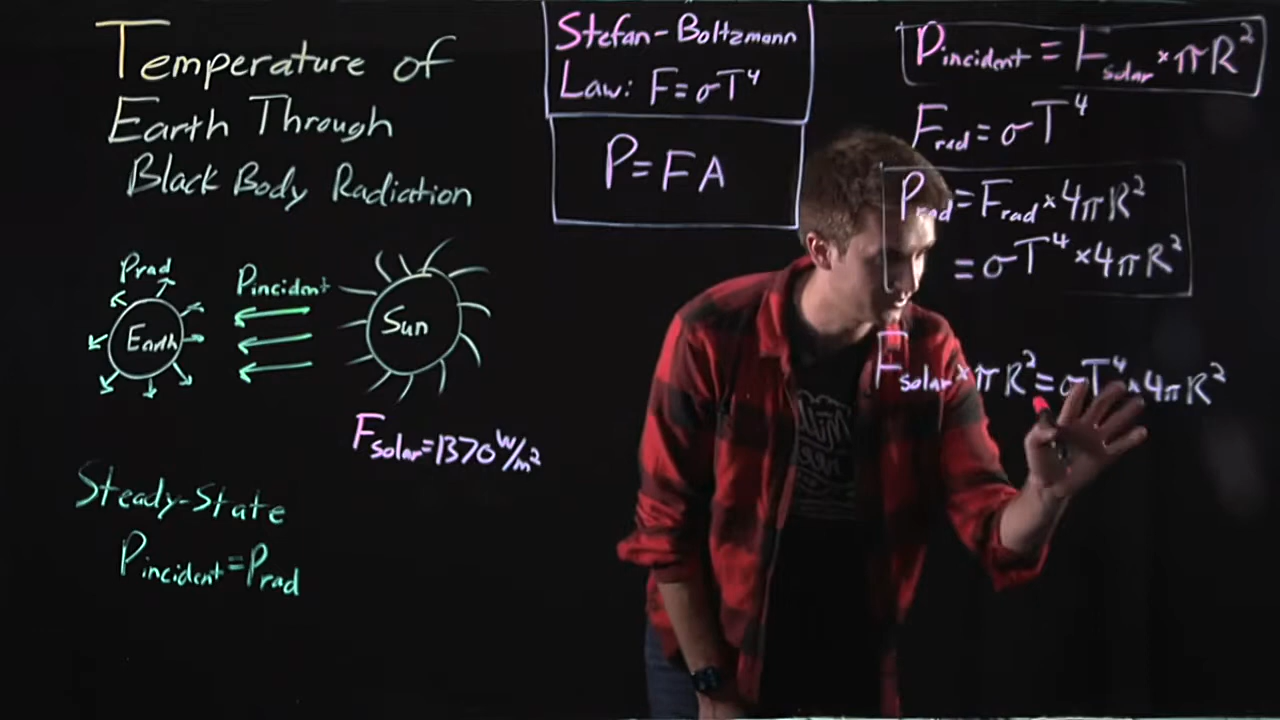 Temperature of
Earth Through
Black Body Radiation
Prad
Pincident
Earth
Sun
Fsolar=1370 W/m²
Steady-State
Pincident=Prad
Stefan-Boltzmann
Law: F=σT⁴
P=FA
Pincident=Fsolar×πR²
Frad=σT⁴
Prad=Frad×4πR²
=σT⁴×4πR²
Fsolar×πR²=σT⁴×4πR²